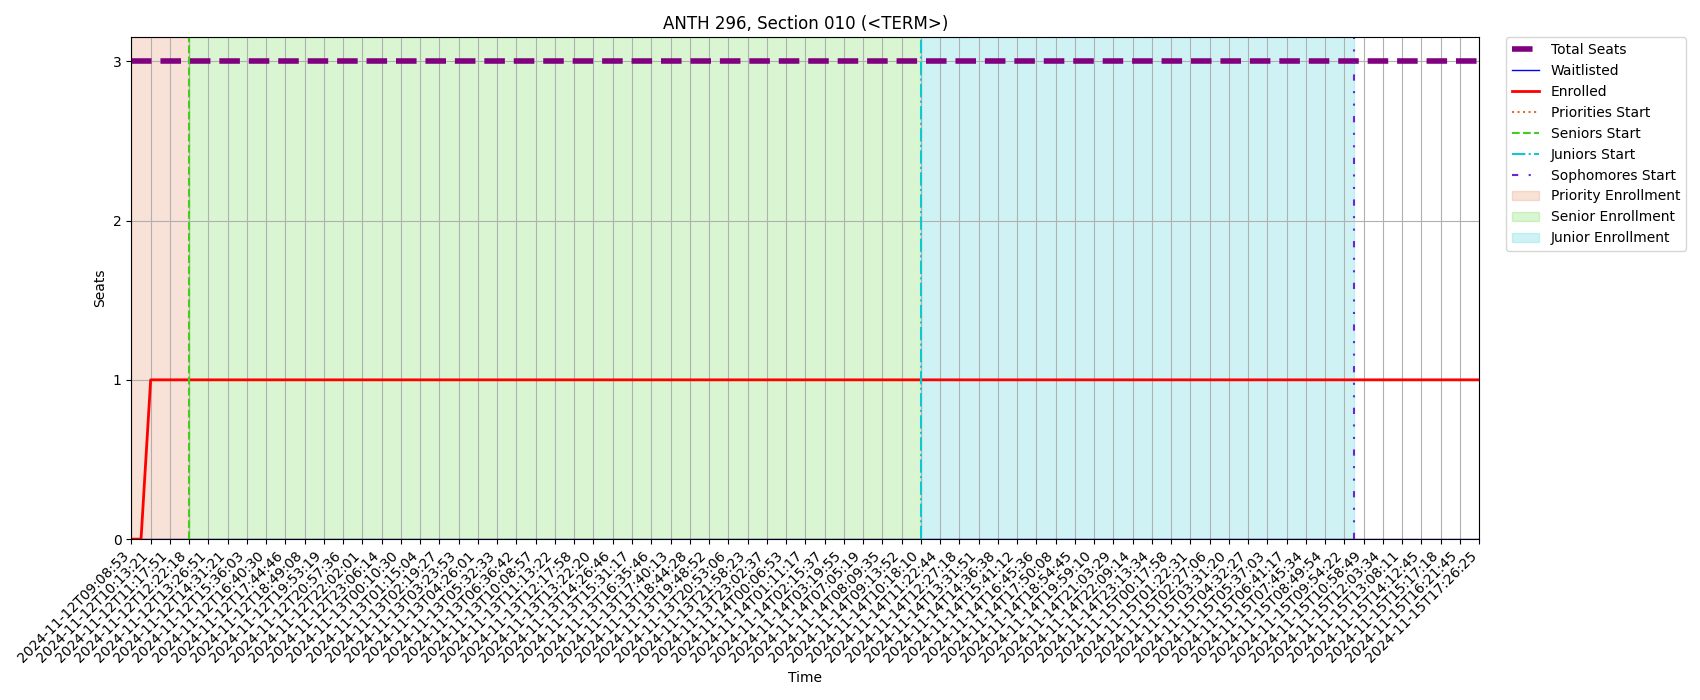 ANTH 296, Section 010 (<TERM>)
Seats
3
2
1
0
2024-11-12T09:08:53
2024-11-12T10:13:21
2024-11-12T11:17:51
2024-11-12T12:22:18
2024-11-12T13:26:51
2024-11-12T14:31:21
2024-11-12T15:36:03
2024-11-12T16:40:30
2024-11-12T17:44:46
2024-11-12T18:49:08
2024-11-12T19:53:19
2024-11-12T20:57:36
2024-11-12T22:02:01
2024-11-12T23:06:14
2024-11-13T00:10:30
2024-11-13T01:15:04
2024-11-13T02:19:27
2024-11-13T03:23:53
2024-11-13T04:26:01
2024-11-13T05:32:33
2024-11-13T06:36:42
2024-11-13T10:08:57
2024-11-13T11:13:22
2024-11-13T12:17:58
2024-11-13T13:22:20
2024-11-13T14:26:46
2024-11-13T15:31:17
2024-11-13T16:35:46
2024-11-13T17:40:13
2024-11-13T18:44:28
2024-11-13T19:48:52
2024-11-13T20:53:06
2024-11-13T21:58:23
2024-11-13T23:02:37
2024-11-14T00:06:53
2024-11-14T01:11:17
2024-11-14T02:15:37
2024-11-14T03:19:55
2024-11-14T07:05:19
2024-11-14T08:09:35
2024-11-14T09:13:52
2024-11-14T10:18:10
2024-11-14T11:22:44
2024-11-14T12:27:18
2024-11-14T13:31:51
2024-11-14T14:36:38
2024-11-14T15:41:12
2024-11-14T16:45:36
2024-11-14T17:50:08
2024-11-14T18:54:45
2024-11-14T19:59:10
2024-11-14T21:03:29
2024-11-14T22:09:14
2024-11-14T23:13:34
2024-11-15T00:17:58
2024-11-15T01:22:31
2024-11-15T02:27:06
2024-11-15T03:31:20
2024-11-15T04:32:27
2024-11-15T05:37:03
2024-11-15T06:41:17
2024-11-15T07:45:34
2024-11-15T08:49:54
2024-11-15T09:54:22
2024-11-15T10:58:49
2024-11-15T12:03:34
2024-11-15T13:08:11
2024-11-15T14:12:45
2024-11-15T15:17:18
2024-11-15T16:21:45
2024-11-15T17:26:25
Time
Total Seats
Waitlisted
Enrolled
Priorities Start
Seniors Start
Juniors Start
Sophomores Start
Priority Enrollment
Senior Enrollment
Junior Enrollment